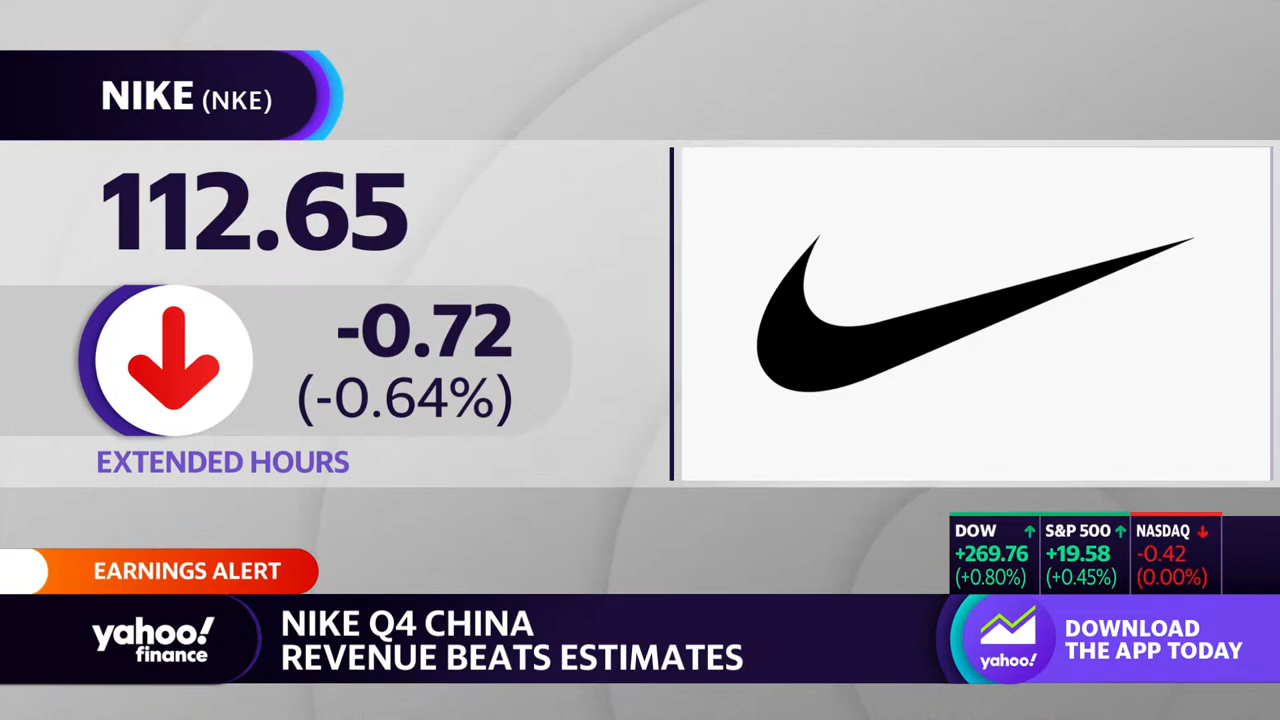 NIKE (NKE)
112.65
-0.72
(-0.64%)
EXTENDED HOURS
DOW
+269.76
(+0.80%)
S&P 500
+19.58
(+0.45%)
NASDAQ
-0.42
(0.00%)
EARNINGS ALERT
yahoo!
finance
NIKE Q4 CHINA
REVENUE BEATS ESTIMATES
yahoo!
DOWNLOAD
THE APP TODAY